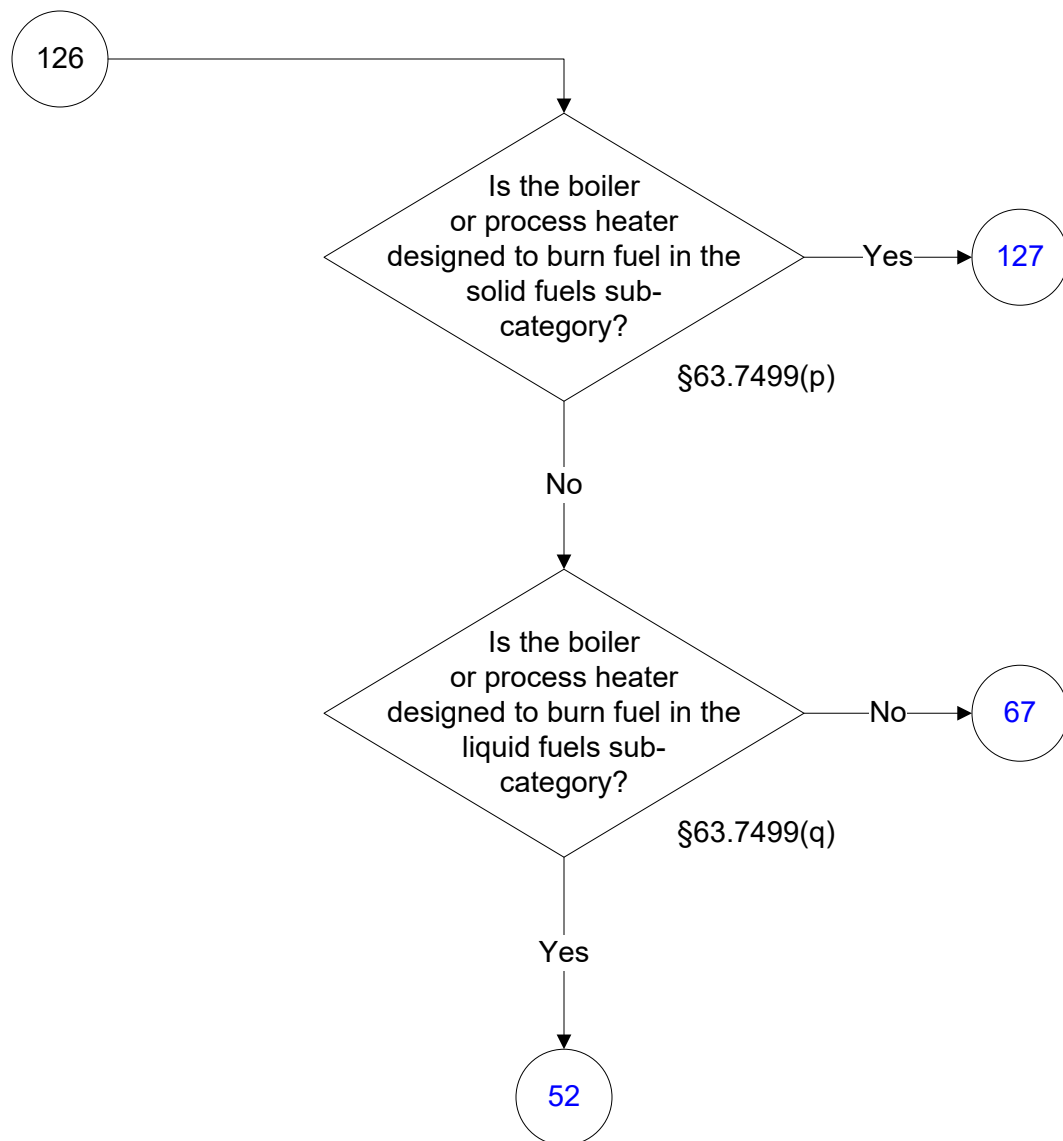 126
Is the boiler
or process heater
designed to burn fuel in the
solid fuels sub-
category?
Yes
127
§63.7499(p)
No
Is the boiler
or process heater
designed to burn fuel in the
liquid fuels sub-
category?
No
67
§63.7499(q)
Yes
52